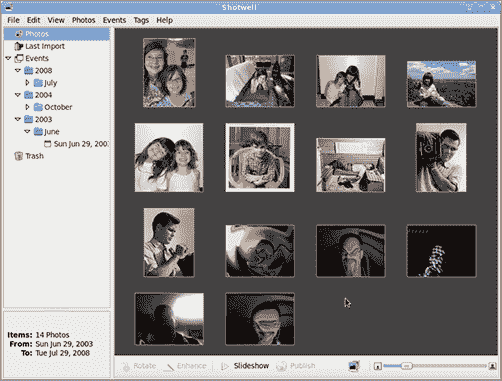 Shotwell
File Edit View Photos Events Tags Help
Photos
Last Import
Events
2008
July
2004
October
2003
June
Sun Jun 29, 200
Trash
Items: 14 Photos
From: Sun Jun 29, 2003
To: Tue Jul 29, 2008
Rotate Enhance Slideshow Publish